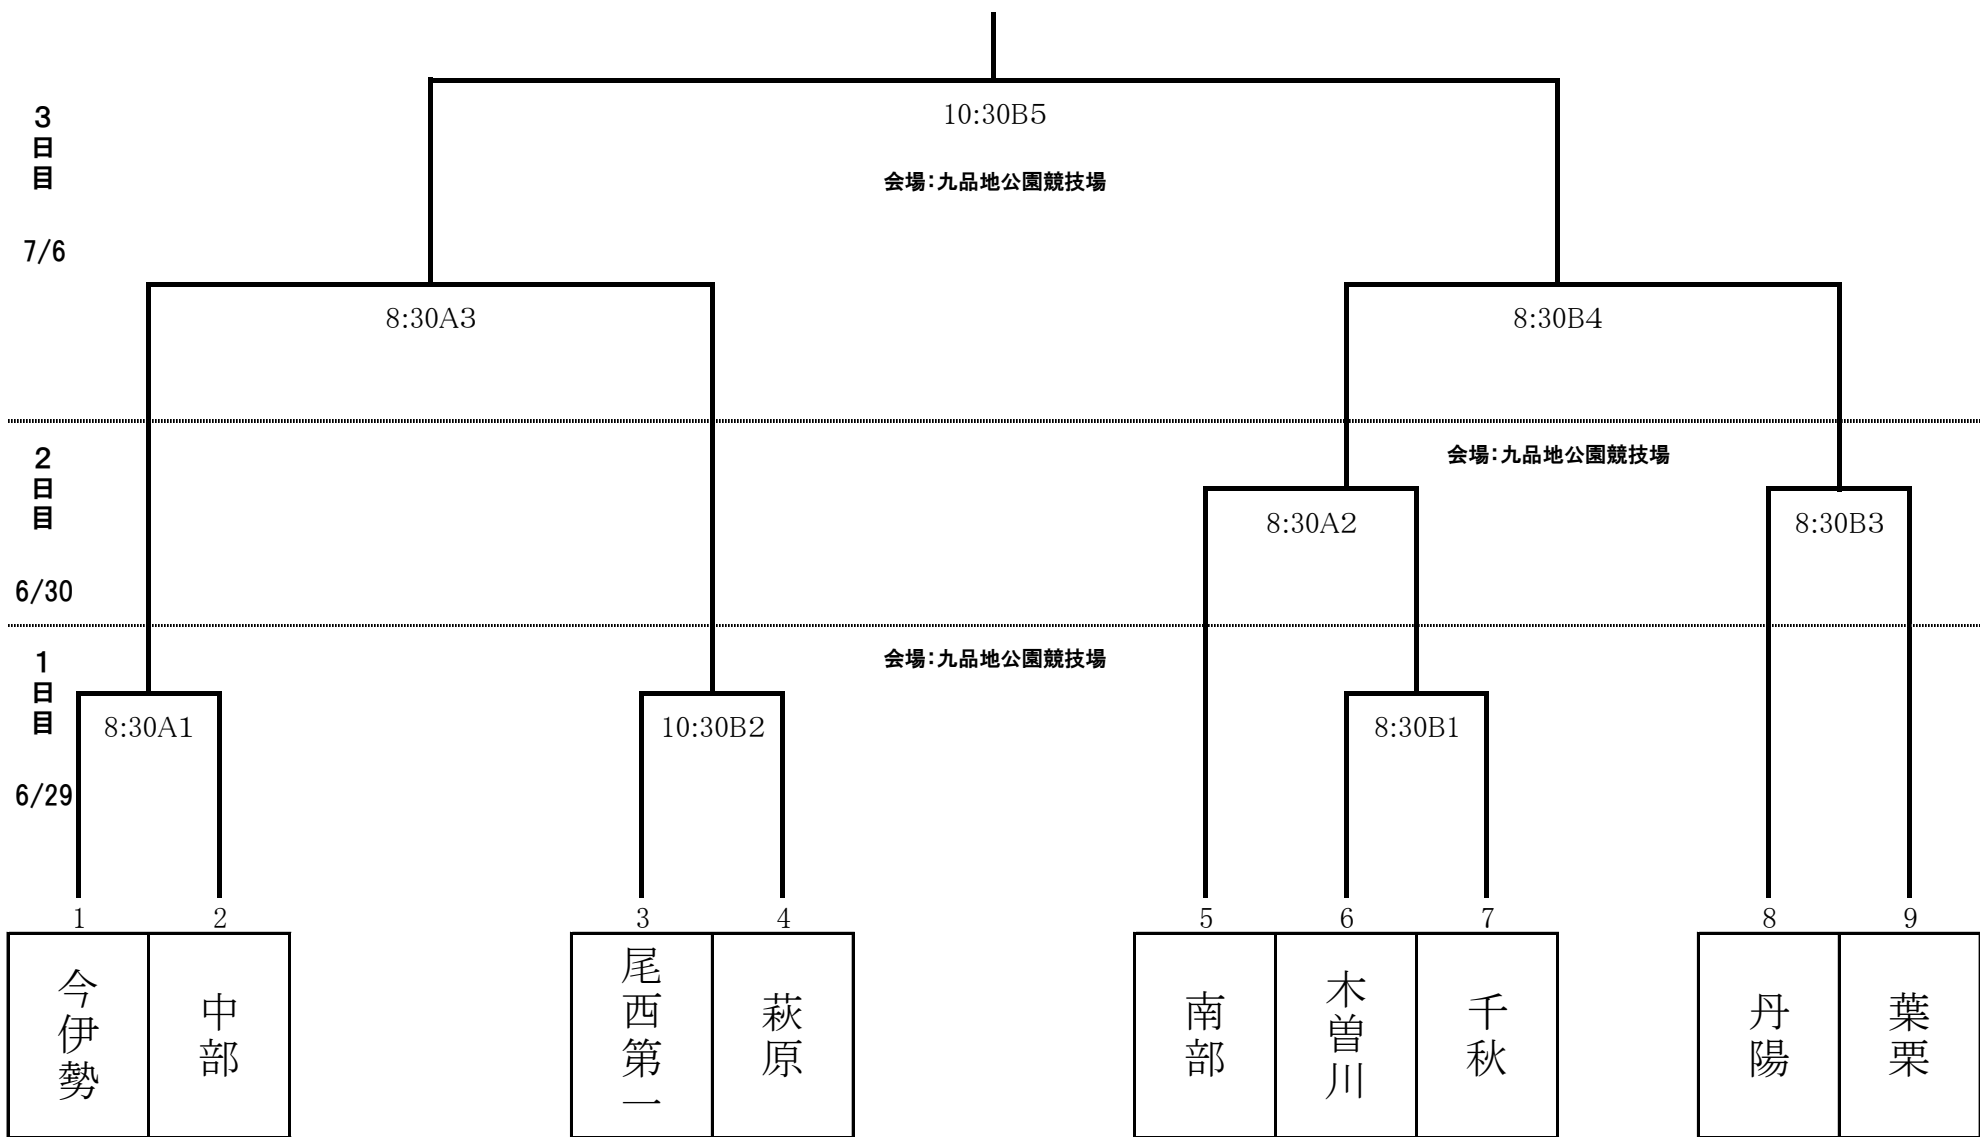 10:30B5
3日目
会場:九品地公園競技場
7/6
8:30A3
8:30B4
2日目
会場:九品地公園競技場
8:30A2
8:30B3
6/30
1日目
会場:九品地公園競技場
8:30A1
10:30B2
8:30B1
6/29
1
2
3
4
5
6
7
8
9
今伊勢
中部
尾西第一
萩原
南部
木曽川
千秋
丹陽
葉栗